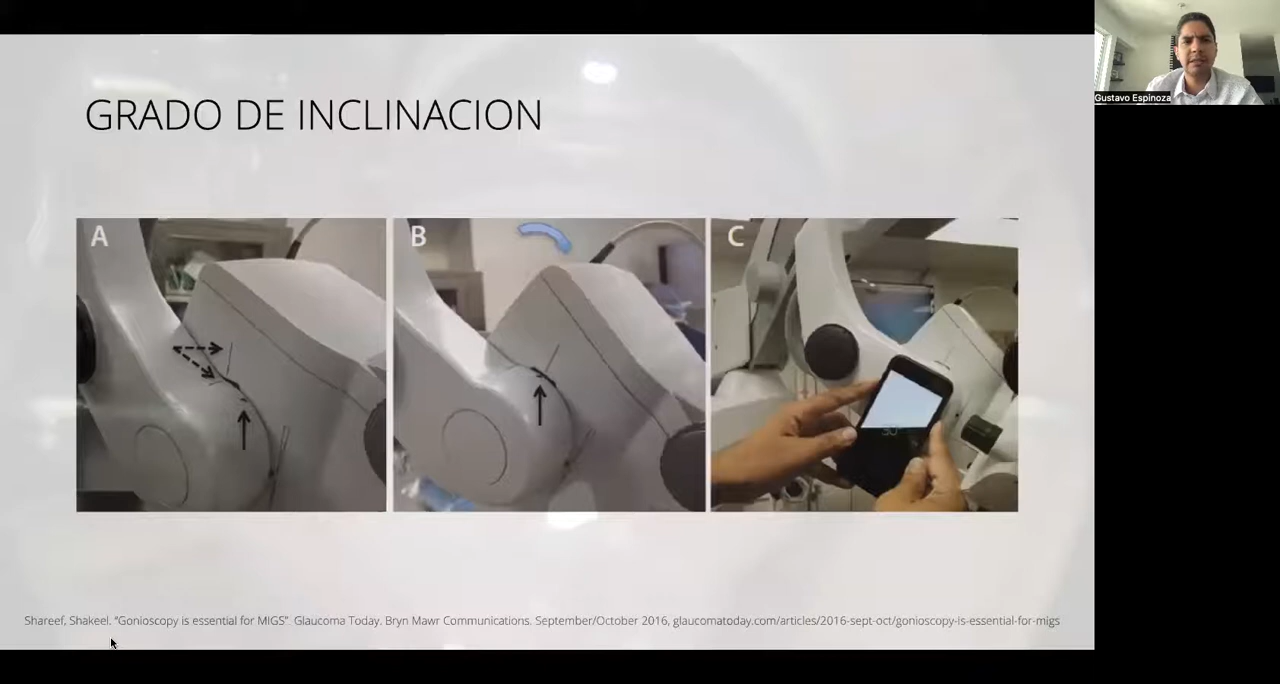 GRADO DE INCLINACION
Gustavo Espinoza
A
B
C
30°
Shareef, Shakeel. "Gonioscopy is essential for MIGS". Glaucoma Today. Bryn Mawr Communications. September/October 2016, glaucomatoday.com/articles/2016-sept-oct/gonioscopy-is-essential-for-migs